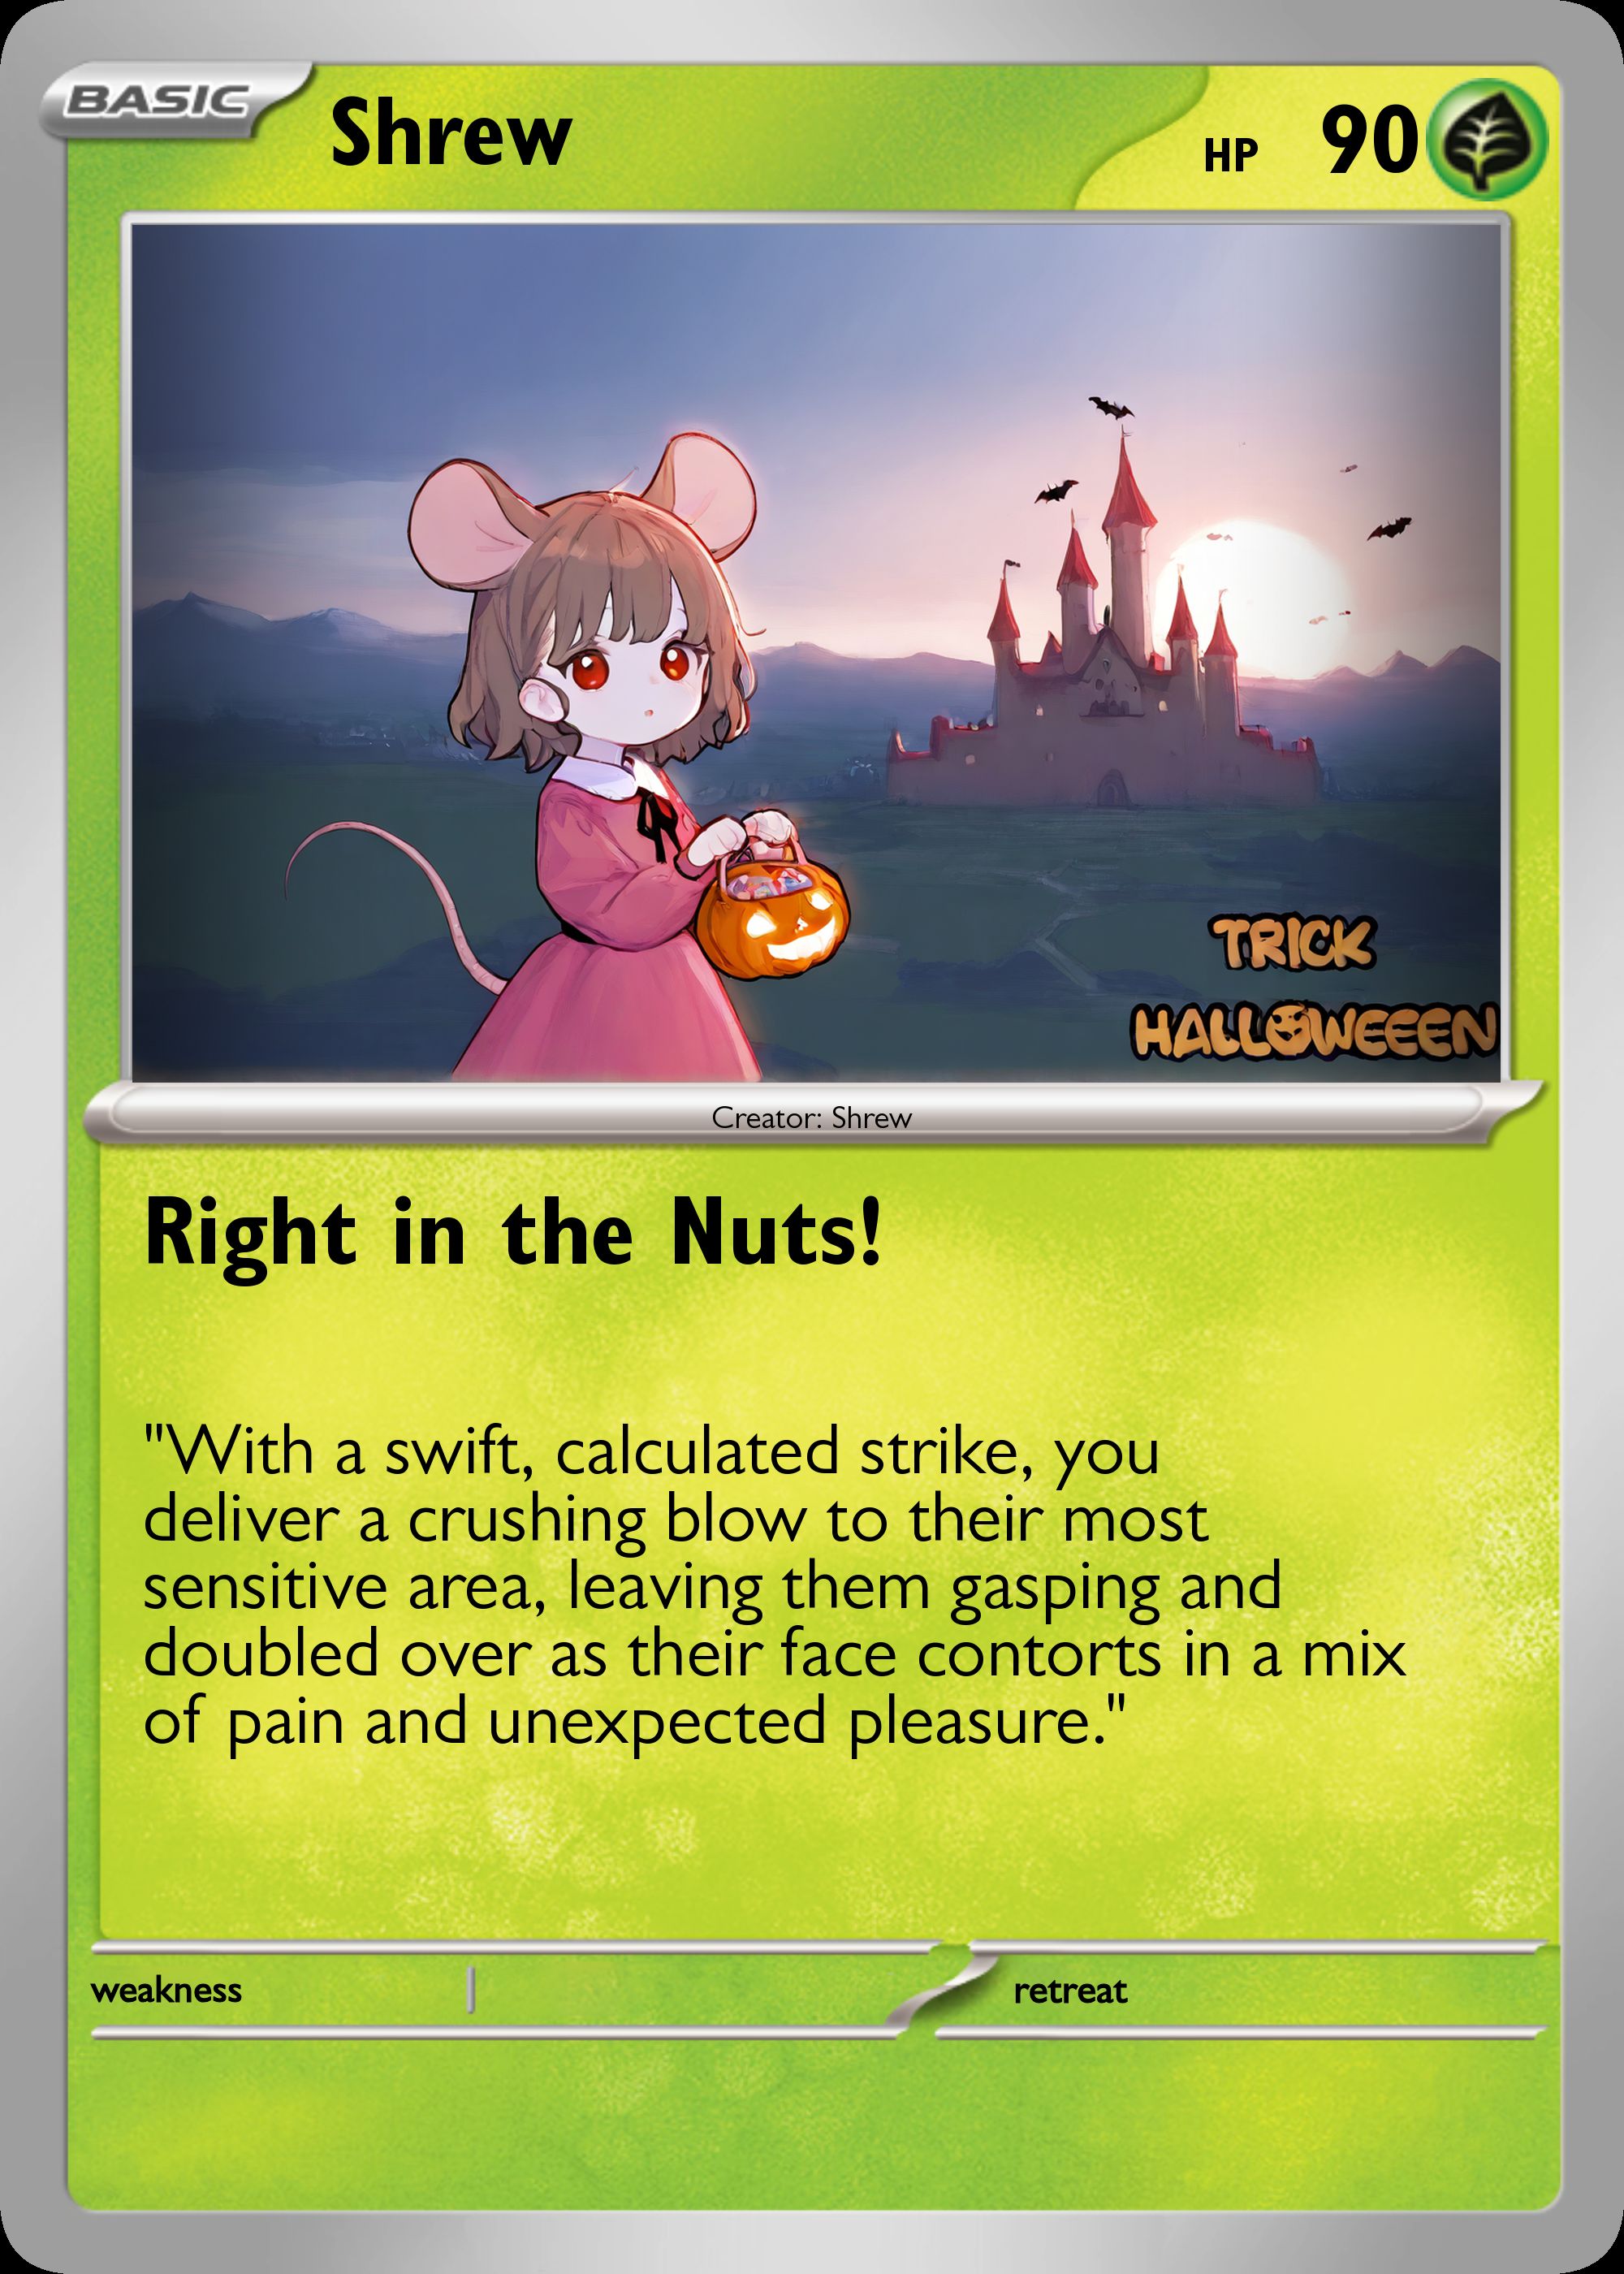 BASIC
Shrew
HP 90
TRICK
HALLOWEEEN
Creator: Shrew
Right in the Nuts!
"With a swift, calculated strike, you
deliver a crushing blow to their most
sensitive area, leaving them gasping and
doubled over as their face contorts in a mix
of pain and unexpected pleasure."
weakness
retreat